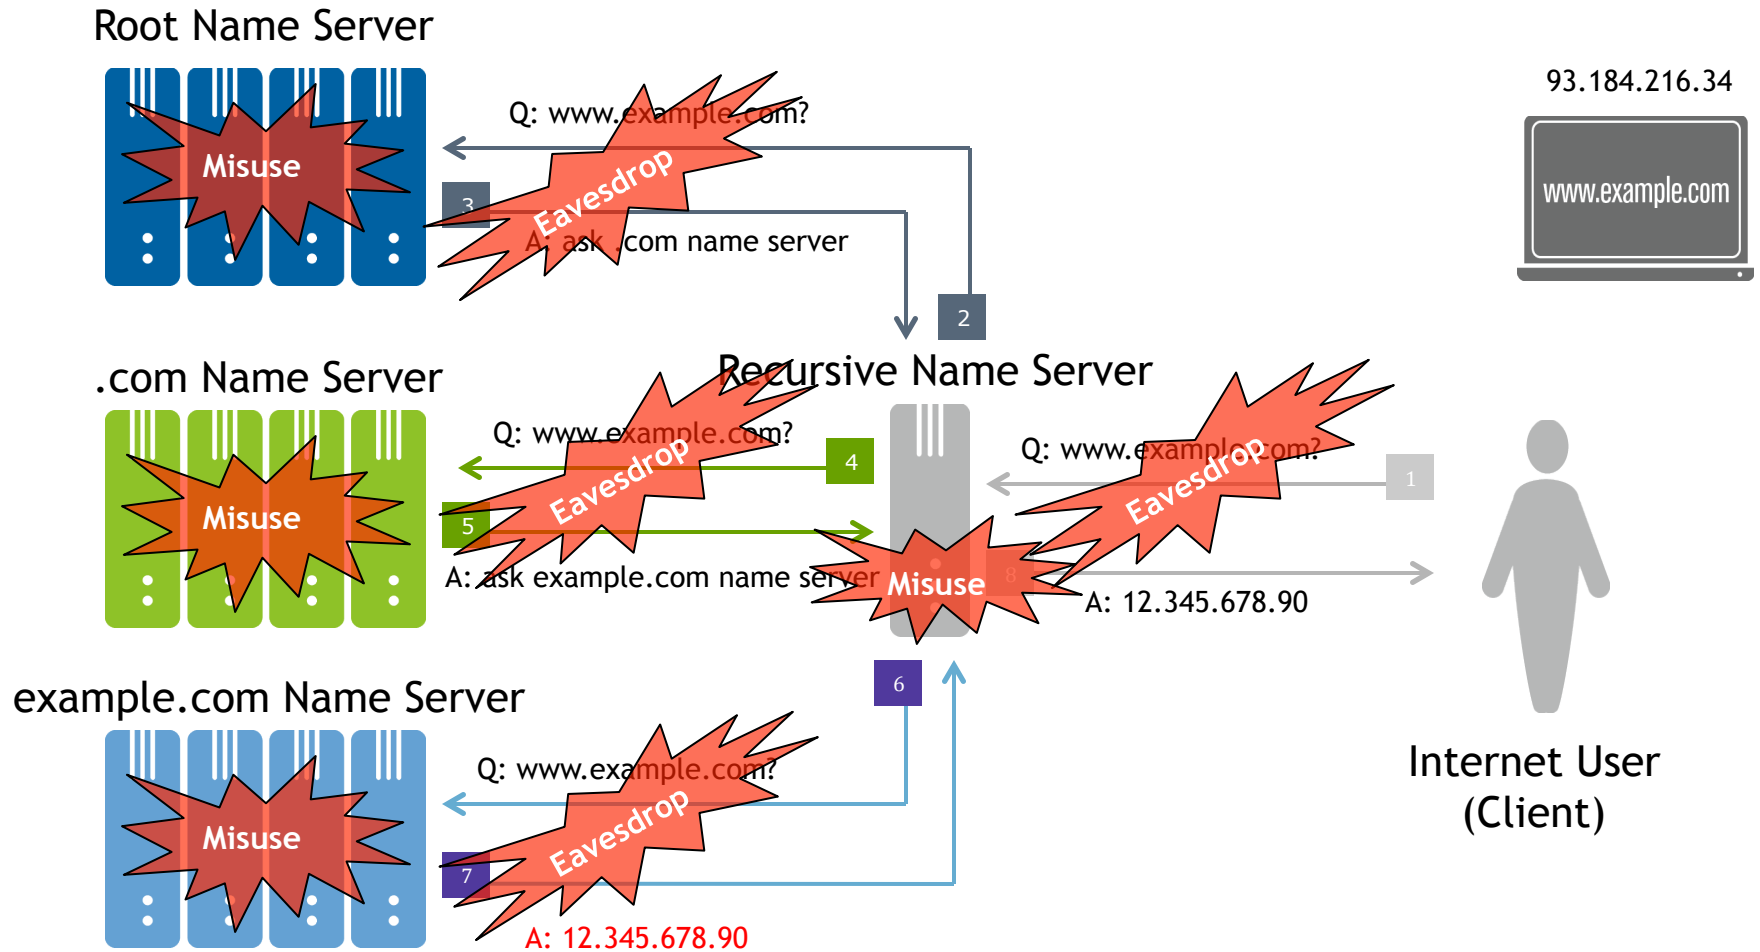 Root Name Server
93.184.216.34
Q: www.example.com?
Misuse
Eavesdrop
www.example.com
3
A: ask .com name server
2
.com Name Server
Recursive Name Server
Q: www.example.com?
4
Q: www.example.com?
Eavesdrop
Eavesdrop
1
Misuse
5
A: ask example.com name server
Misuse
8
A: 12.345.678.90
6
example.com Name Server
Q: www.example.com?
Internet User
(Client)
Misuse
Eavesdrop
7
A: 12.345.678.90